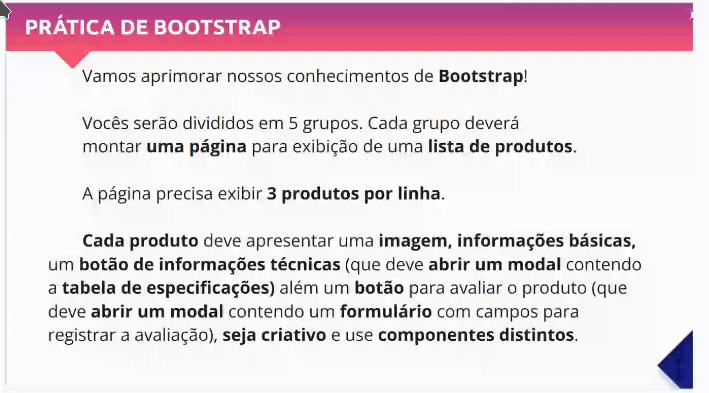 PRÁTICA DE BOOTSTRAP
Vamos aprimorar nossos conhecimentos de Bootstrap!
Vocês serão divididos em 5 grupos. Cada grupo deverá
montar uma página para exibição de uma lista de produtos.
A página precisa exibir 3 produtos por linha.
Cada produto deve apresentar uma imagem, informações básicas,
um botão de informações técnicas (que deve abrir um modal contendo
a tabela de especificações) além um botão para avaliar o produto (que
deve abrir um modal contendo um formulário com campos para
registrar a avaliação), seja criativo e use componentes distintos.